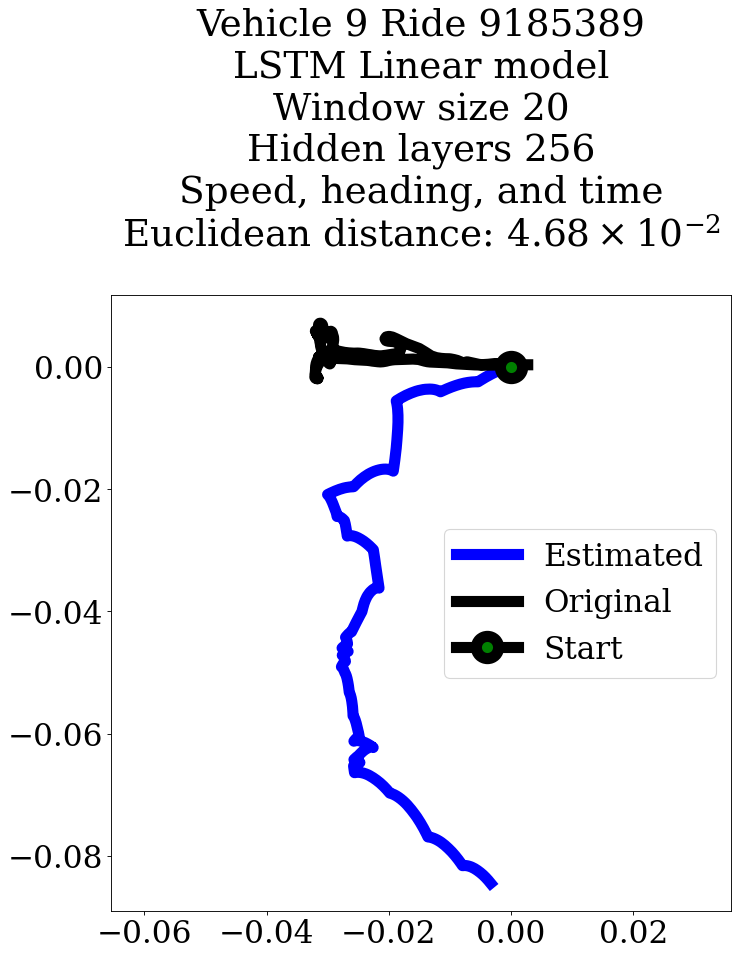 Vehicle 9 Ride 9185389
LSTM Linear model
Window size 20
Hidden layers 256
Speed, heading, and time
Euclidean distance: 4.68 × 10⁻²
0.00
−0.02
−0.04
−0.06
−0.08
Estimated
Original
Start
−0.06 −0.04 −0.02 0.00 0.02